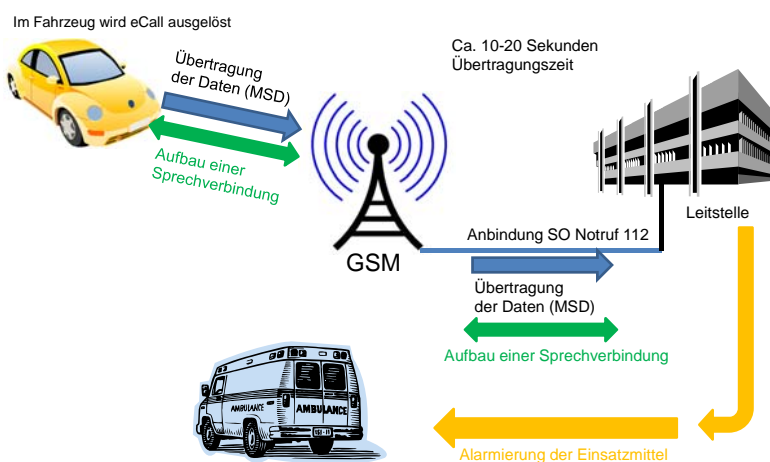 Im Fahrzeug wird eCall ausgelöst
Übertragung
der Daten (MSD)
Aufbau einer
Sprechverbindung
Ca. 10-20 Sekunden
Übertragungszeit
GSM
Leitstelle
Anbindung SO Notruf 112
Übertragung
der Daten (MSD)
Aufbau einer Sprechverbindung
AMBULANCE
AMBULANCE
Alarmierung der Einsatzmittel